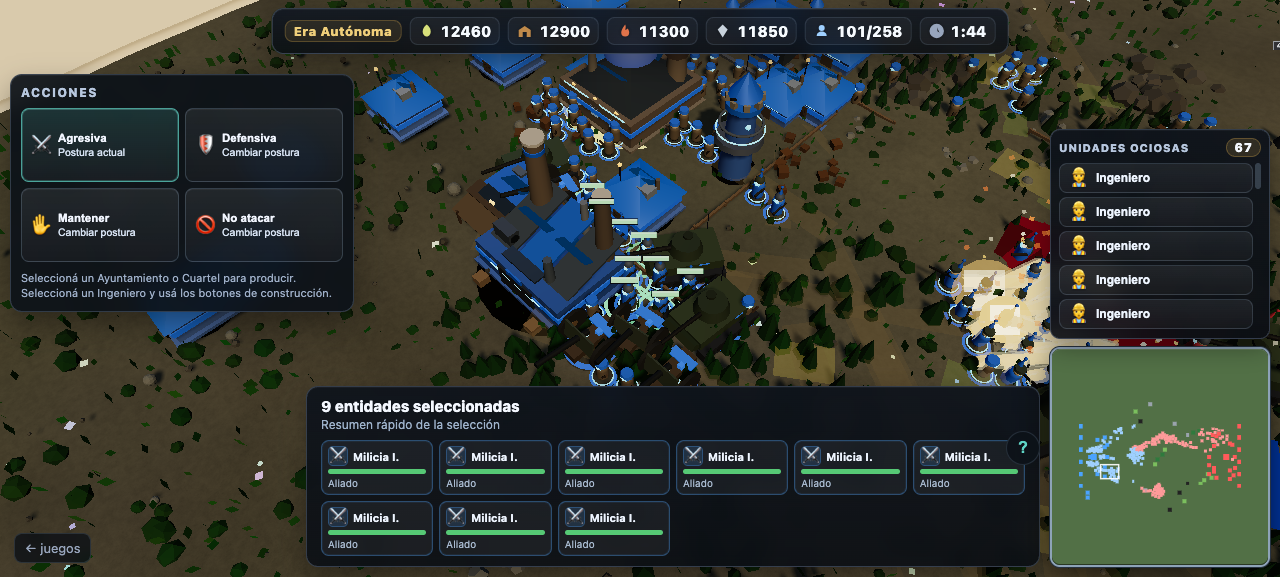 Era Autónoma
12460
12900
11300
11850
101/258
1:44
ACCIONES
Agresiva
Postura actual
Defensiva
Cambiar postura
Mantener
Cambiar postura
No atacar
Cambiar postura
Seleccioná un Ayuntamiento o Cuartel para producir.
Seleccioná un Ingeniero y usá los botones de construcción.
UNIDADES OCIOSAS
67
Ingeniero
Ingeniero
Ingeniero
Ingeniero
Ingeniero
9 entidades seleccionadas
Resumen rápido de la selección
?
Milicia I.
Aliado
Milicia I.
Aliado
Milicia I.
Aliado
Milicia I.
Aliado
Milicia I.
Aliado
Milicia I.
Aliado
Milicia I.
Aliado
Milicia I.
Aliado
Milicia I.
Aliado
← juegos